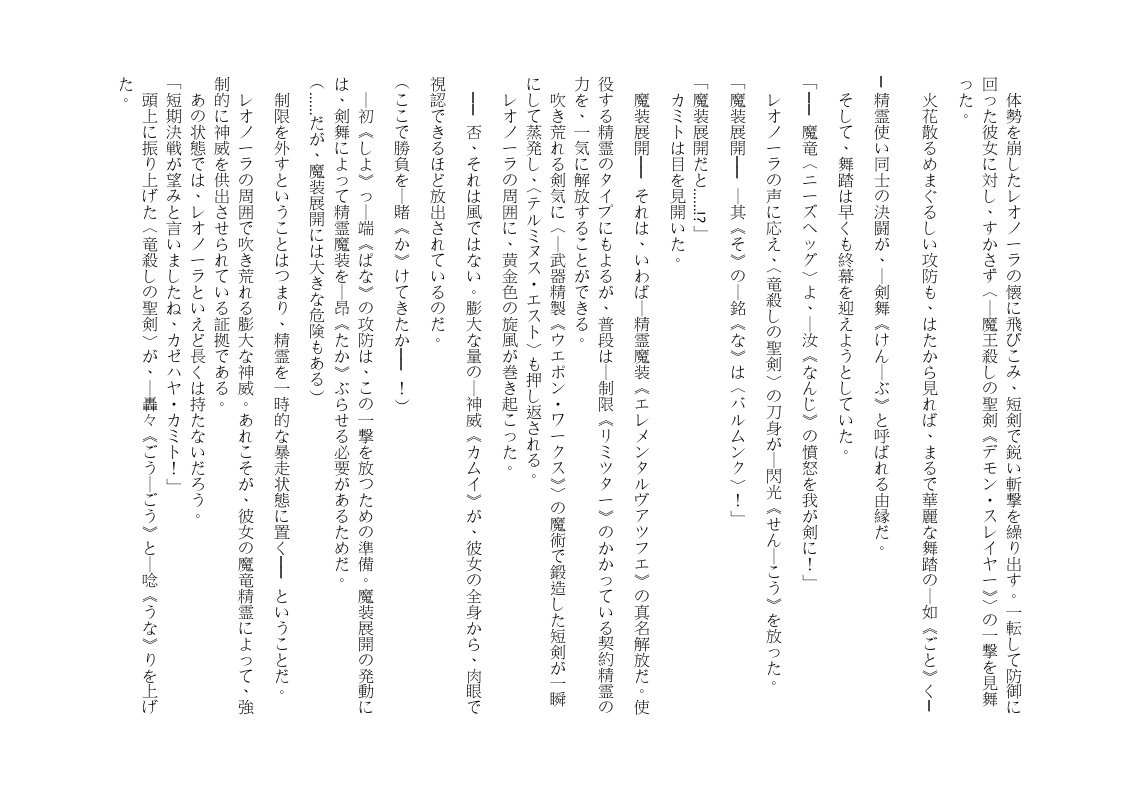 体勢を崩したレオノーラの懐に飛びこみ、短剣で鋭い斬撃を繰り出す。一転して防御に
回った彼女に対し、すかさず〈―魔王殺しの聖剣《デモン・スレイヤー》〉の一撃を見舞
った。
火花散るめまぐるしい攻防も、はたから見れば、まるで華麗な舞踏の―如《ごと》く―
―精霊使い同士の決闘が、―剣舞《けん―ぶ》と呼ばれる由縁だ。
そして、舞踏は早くも終幕を迎えようとしていた。
「━━ 魔竜〈ニーズヘッグ〉よ、―汝《なんじ》の憤怒を我が剣に！」
レオノーラの声に応え、〈竜殺しの聖剣〉の刀身が―閃光《せん―こう》を放った。
「魔装展開━━ ―其《そ》の―銘《な》は〈バルムンク〉！」
「魔装展開だと……!?」
カミトは目を見開いた。
魔装展開━━ それは、いわば―精霊魔装《エレメンタルヴアツフエ》の真名解放だ。使
役する精霊のタイプにもよるが、普段は―制限《リミツター》のかかっている契約精霊の
力を、一気に解放することができる。
吹き荒れる剣気に〈―武器精製《ウエポン・ワークス》〉の魔術で鍛造した短剣が一瞬
にして蒸発し、〈テルミヌス・エスト〉も押し返される。
レオノーラの周囲に、黄金色の旋風が巻き起こった。
━━ 否、それは風ではない。膨大な量の―神威《カムイ》が、彼女の全身から、肉眼で
視認できるほど放出されているのだ。
（ここで勝負を―賭《か》けてきたか━━ ！）
―初《しよ》っ―端《ぱな》の攻防は、この一撃を放つための準備。魔装展開の発動に
は、剣舞によって精霊魔装を―昂《たか》ぶらせる必要があるためだ。
（……だが、魔装展開には大きな危険もある）
制限を外すということはつまり、精霊を一時的な暴走状態に置く━━ ということだ。
レオノーラの周囲で吹き荒れる膨大な神威。あれこそが、彼女の魔竜精霊によって、強
制的に神威を供出させられている証拠である。
あの状態では、レオノーラといえど長くは持たないだろう。
「短期決戦が望みと言いましたね、カゼハヤ・カミト！」
頭上に振り上げた〈竜殺しの聖剣〉が、―轟々《ごう―ごう》と―唸《うな》りを上げ
た。